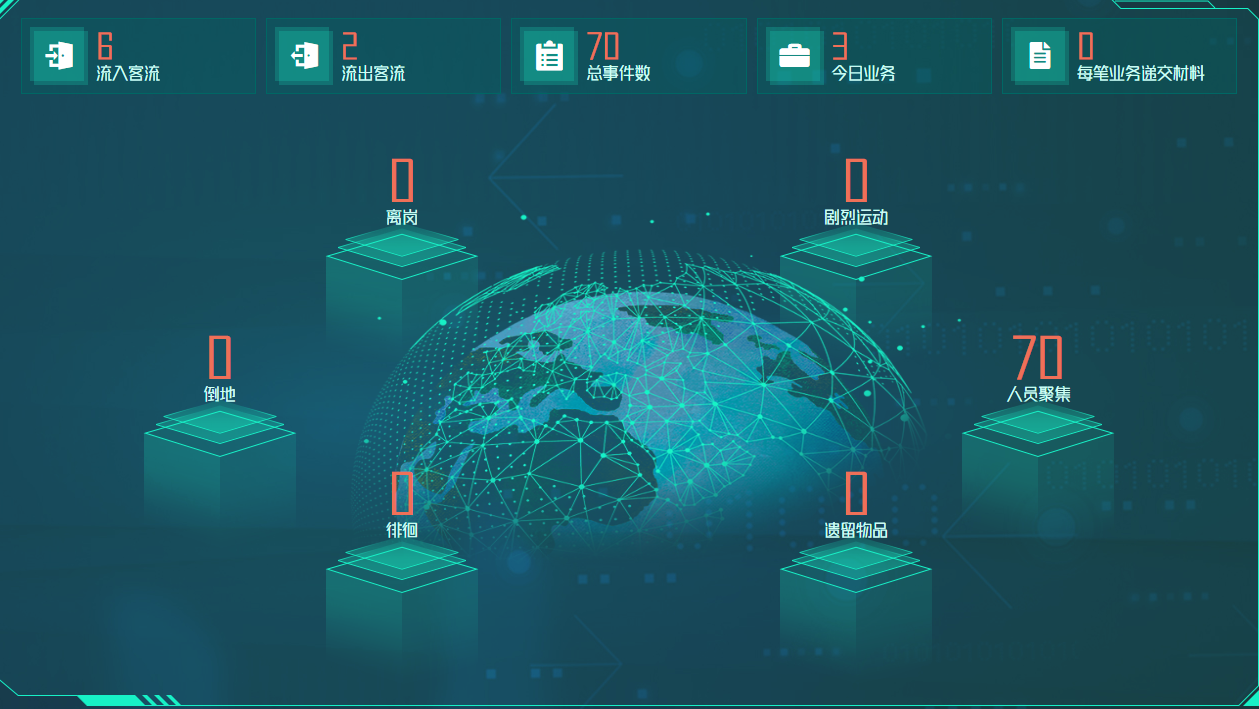 6
流入客流
2
流出客流
70
总事件数
3
今日业务
0
每笔业务递交材料
0
离岗
0
剧烈运动
0
倒地
70
人员聚集
0
徘徊
0
遗留物品